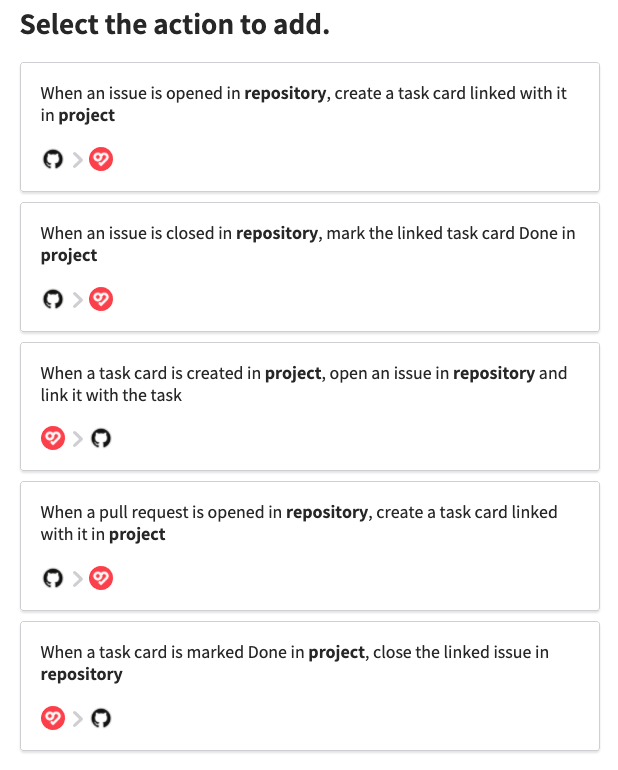 Select the action to add.
When an issue is opened in repository, create a task card linked with it
in project
When an issue is closed in repository, mark the linked task card Done in
project
When a task card is created in project, open an issue in repository and
link it with the task
When a pull request is opened in repository, create a task card linked
with it in project
When a task card is marked Done in project, close the linked issue in
repository